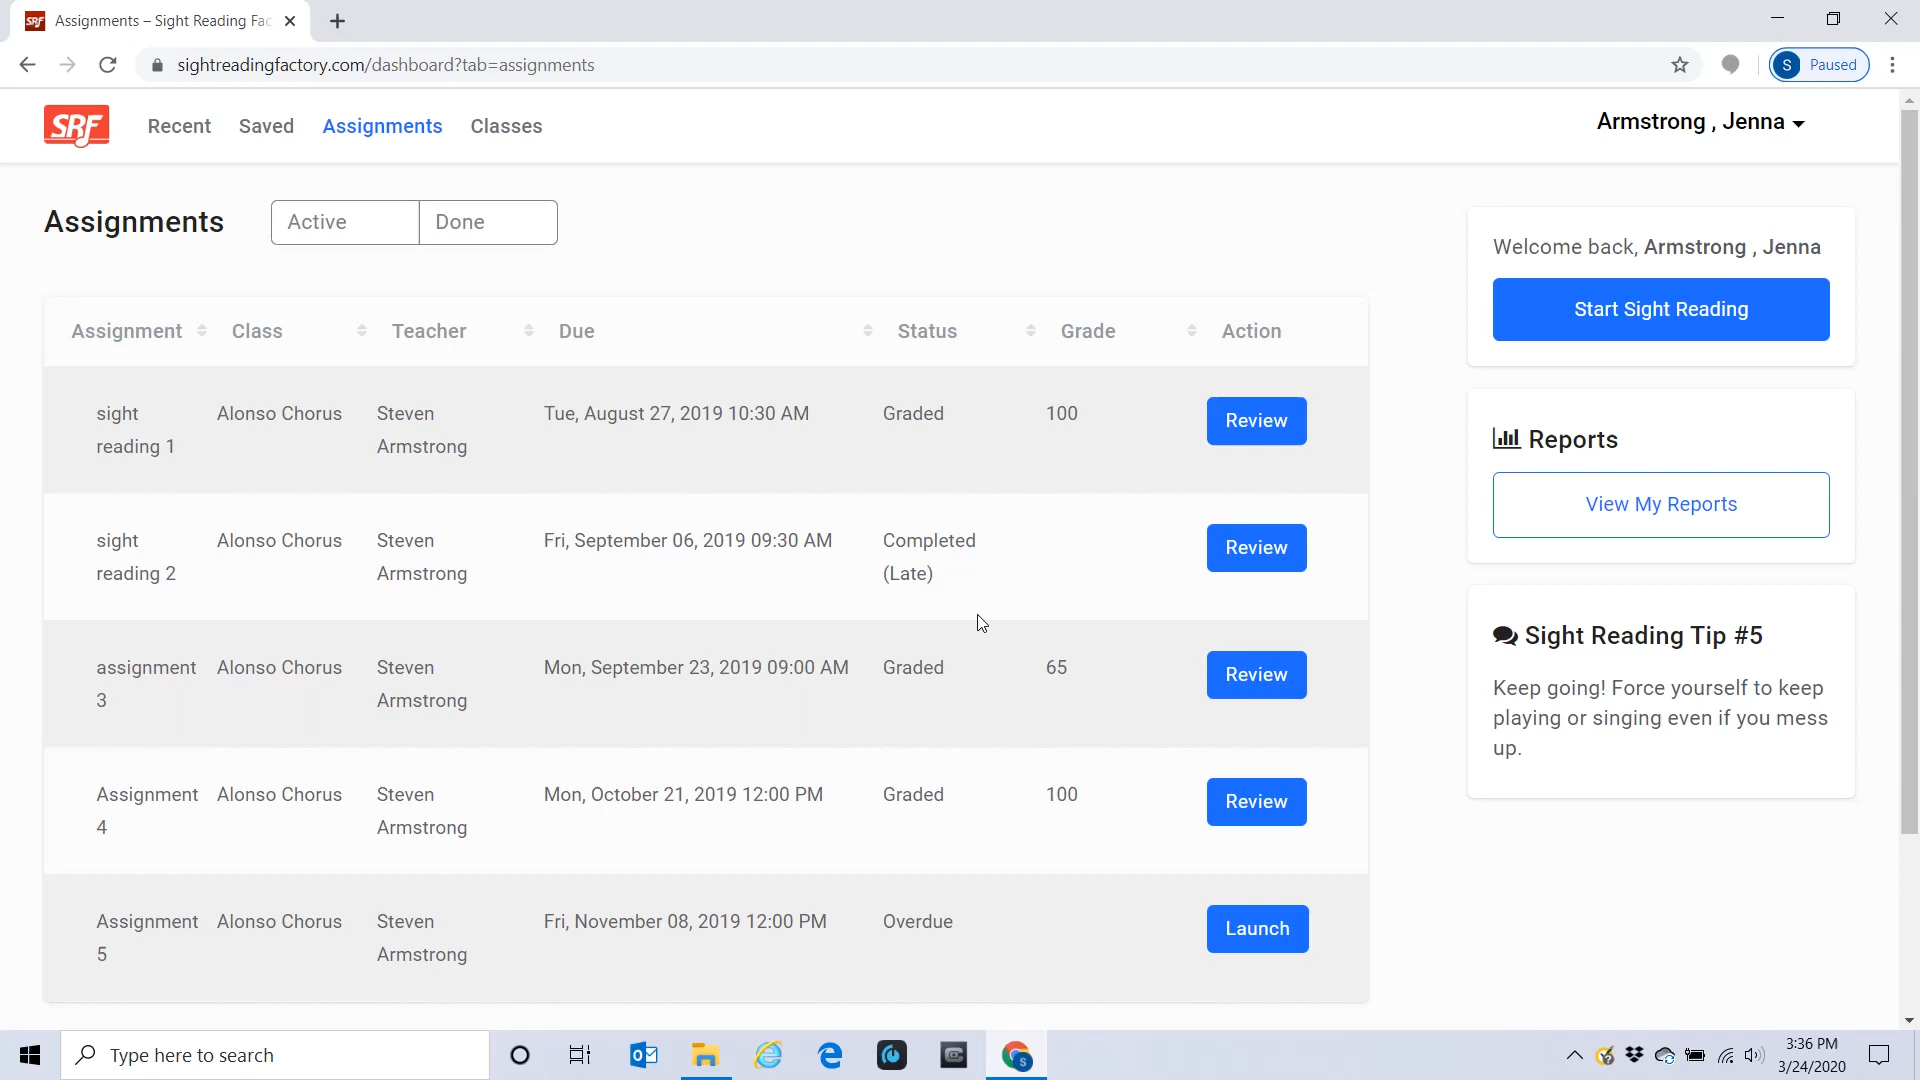 SRF
Assignments – Sight Reading Fac
sightreadingfactory.com/dashboard?tab=assignments
S Paused
SRF
Recent
Saved
Assignments
Classes
Armstrong , Jenna
Assignments
Active
Done
Assignment
Class
Teacher
Due
Status
Grade
Action
sight
reading 1
Alonso Chorus
Steven
Armstrong
Tue, August 27, 2019 10:30 AM
Graded
100
Review
sight
reading 2
Alonso Chorus
Steven
Armstrong
Fri, September 06, 2019 09:30 AM
Completed
(Late)
Review
assignment
3
Alonso Chorus
Steven
Armstrong
Mon, September 23, 2019 09:00 AM
Graded
65
Review
Assignment
4
Alonso Chorus
Steven
Armstrong
Mon, October 21, 2019 12:00 PM
Graded
100
Review
Assignment
5
Alonso Chorus
Steven
Armstrong
Fri, November 08, 2019 12:00 PM
Overdue
Launch
Welcome back, Armstrong , Jenna
Start Sight Reading
Reports
View My Reports
Sight Reading Tip #5
Keep going! Force yourself to keep
playing or singing even if you mess
up.
Type here to search
3:36 PM
3/24/2020